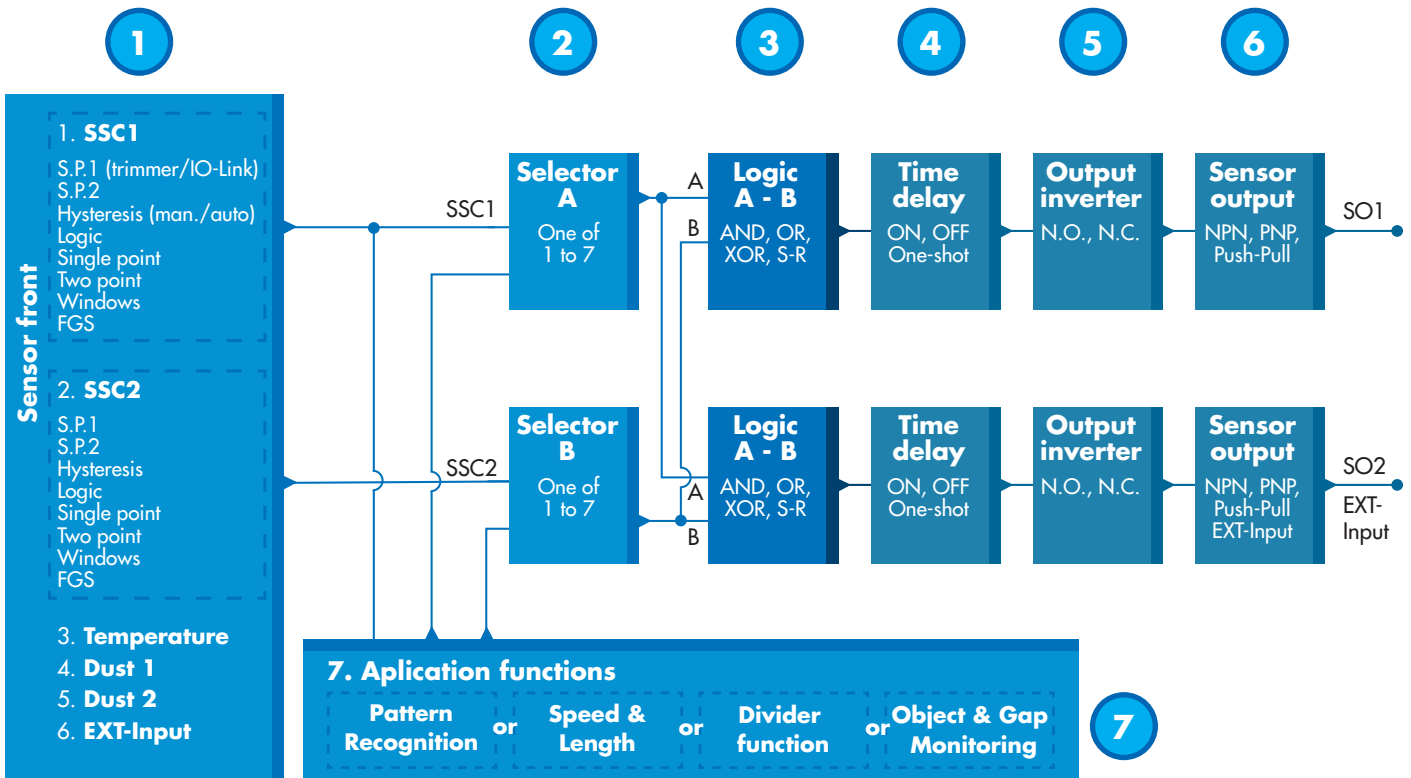 1
2
3
4
5
6
Sensor front
1. SSC1
S.P.1 (trimmer/IO-Link)
S.P.2
Hysteresis (man./auto)
Logic
Single point
Two point
Windows
FGS
2. SSC2
S.P.1
S.P.2
Hysteresis
Logic
Single point
Two point
Windows
FGS
3. Temperature
4. Dust 1
5. Dust 2
6. EXT-Input
SSC1
Selector
A
One of
1 to 7
A
B
Logic
A - B
AND, OR,
XOR, S-R
Time
delay
ON, OFF
One-shot
Output
inverter
N.O., N.C.
Sensor
output
NPN, PNP,
Push-Pull
SO1
SSC2
Selector
B
One of
1 to 7
A
B
Logic
A - B
AND, OR,
XOR, S-R
Time
delay
ON, OFF
One-shot
Output
inverter
N.O., N.C.
Sensor
output
NPN, PNP,
Push-Pull
EXT-Input
SO2
EXT-
Input
7. Aplication functions
Pattern
Recognition
or
Speed &
Length
or
Divider
function
or
Object & Gap
Monitoring
7